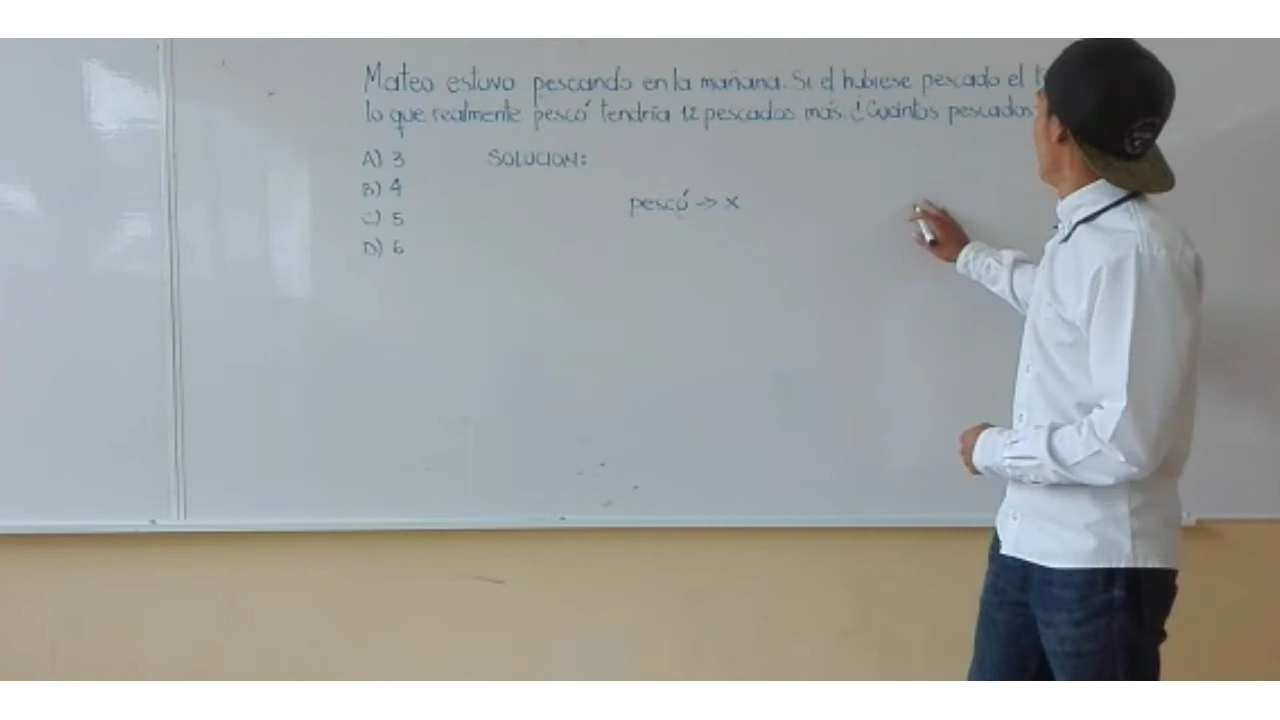 Mateo estuvo pescando en la mañana. Si el hubiese pescado el
lo que realmente pescó tendría 12 pescados más. ¿Cuántos pescados
A) 3
SOLUCION:
B) 4
pescó -> x
C) 5
D) 6